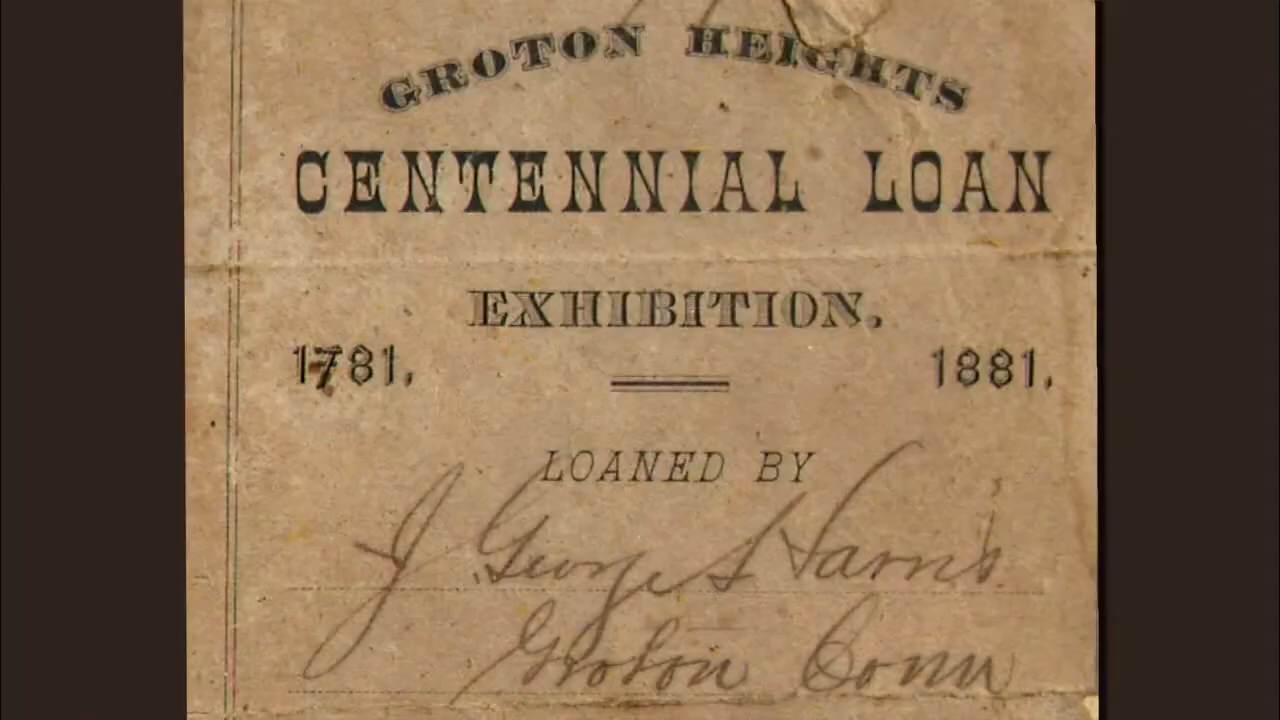 GROTON HEIGHTS
CENTENNIAL LOAN
EXHIBITION.
1781. 1881.
LOANED BY
J George S Harris
Groton Conn